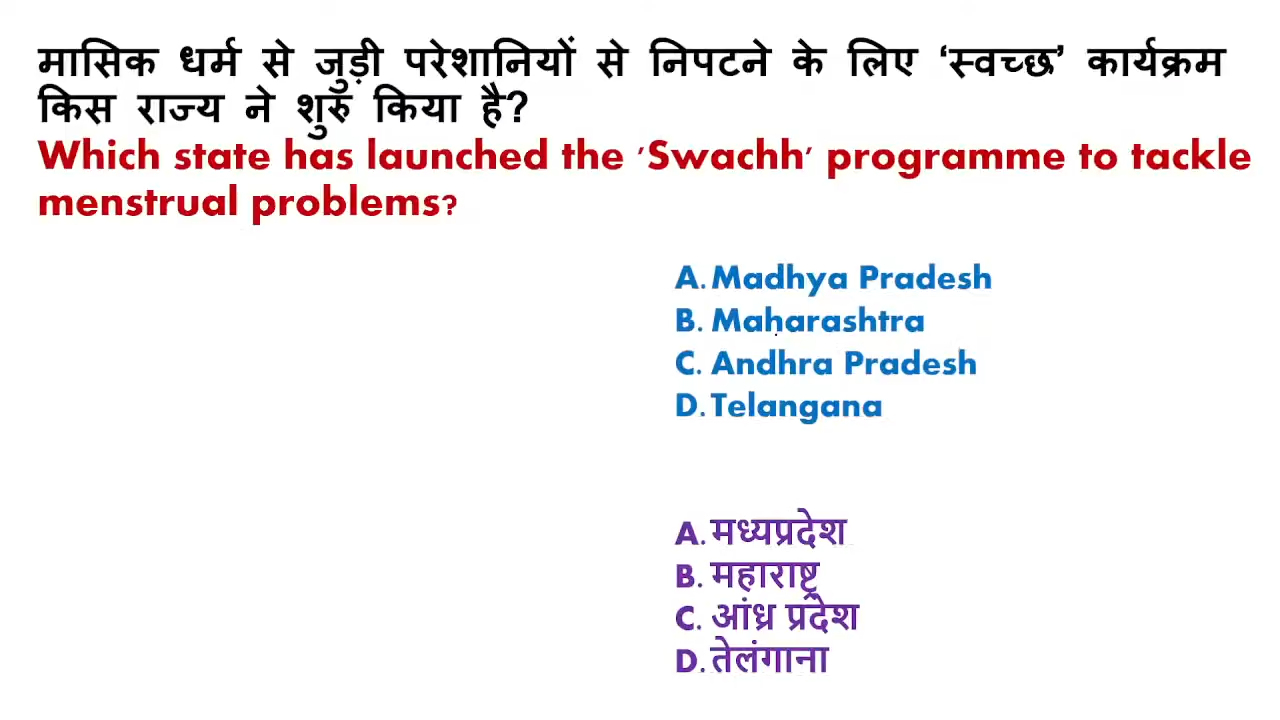 मासिक धर्म से जुड़ी परेशानियों से निपटने के लिए ‘स्वच्छ’ कार्यक्रम
किस राज्य ने शुरु किया है?
Which state has launched the 'Swachh' programme to tackle
menstrual problems?
A. Madhya Pradesh
B. Maharashtra
C. Andhra Pradesh
D. Telangana
A. मध्यप्रदेश
B. महाराष्ट्र
C. आंध्र प्रदेश
D. तेलंगाना